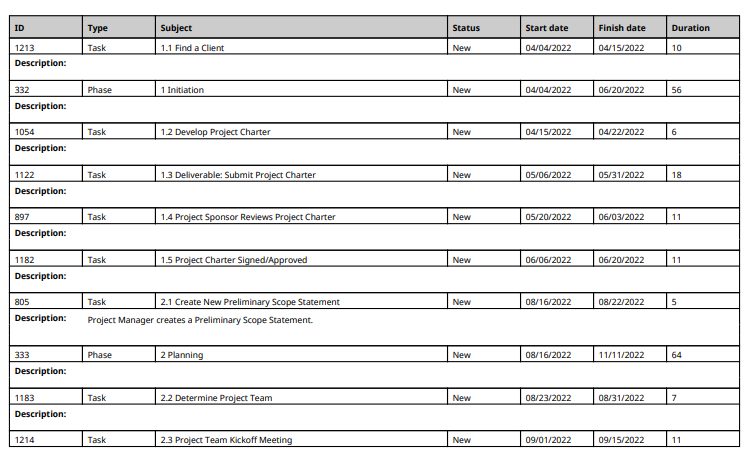 ID Type Subject Status Start date Finish date Duration
1213 Task 1.1 Find a Client New 04/04/2022 04/15/2022 10
Description:
332 Phase 1 Initiation New 04/04/2022 06/20/2022 56
Description:
1054 Task 1.2 Develop Project Charter New 04/15/2022 04/22/2022 6
Description:
1122 Task 1.3 Deliverable: Submit Project Charter New 05/06/2022 05/31/2022 18
Description:
897 Task 1.4 Project Sponsor Reviews Project Charter New 05/20/2022 06/03/2022 11
Description:
1182 Task 1.5 Project Charter Signed/Approved New 06/06/2022 06/20/2022 11
Description:
805 Task 2.1 Create New Preliminary Scope Statement New 08/16/2022 08/22/2022 5
Description: Project Manager creates a Preliminary Scope Statement.
333 Phase 2 Planning New 08/16/2022 11/11/2022 64
Description:
1183 Task 2.2 Determine Project Team New 08/23/2022 08/31/2022 7
Description:
1214 Task 2.3 Project Team Kickoff Meeting New 09/01/2022 09/15/2022 11